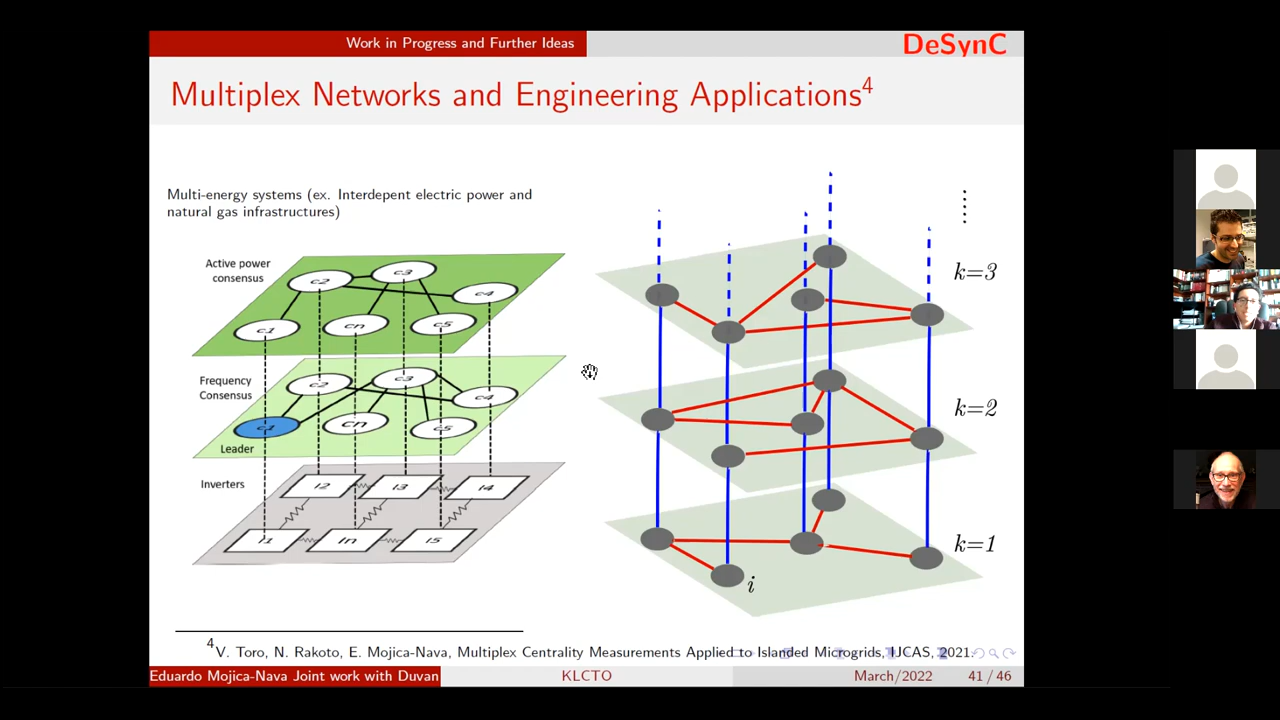 Work in Progress and Further Ideas
DeSynC
Multiplex Networks and Engineering Applications4
Multi-energy systems (ex. Interdepent electric power and
natural gas infrastructures)
Active power
consensus
c2
c3
c4
c1
cn
c5
Frequency
Consensus
c2
c3
c4
c1
cn
c5
Leader
Inverters
I2
I3
I4
I1
In
I5
k=3
k=2
k=1
i
4V. Toro, N. Rakoto, E. Mojica-Nava, Multiplex Centrality Measurements Applied to Islanded Microgrids, IJCAS, 2021.
Eduardo Mojica-Nava Joint work with Duvan
KLCTO
March/2022
41 / 46